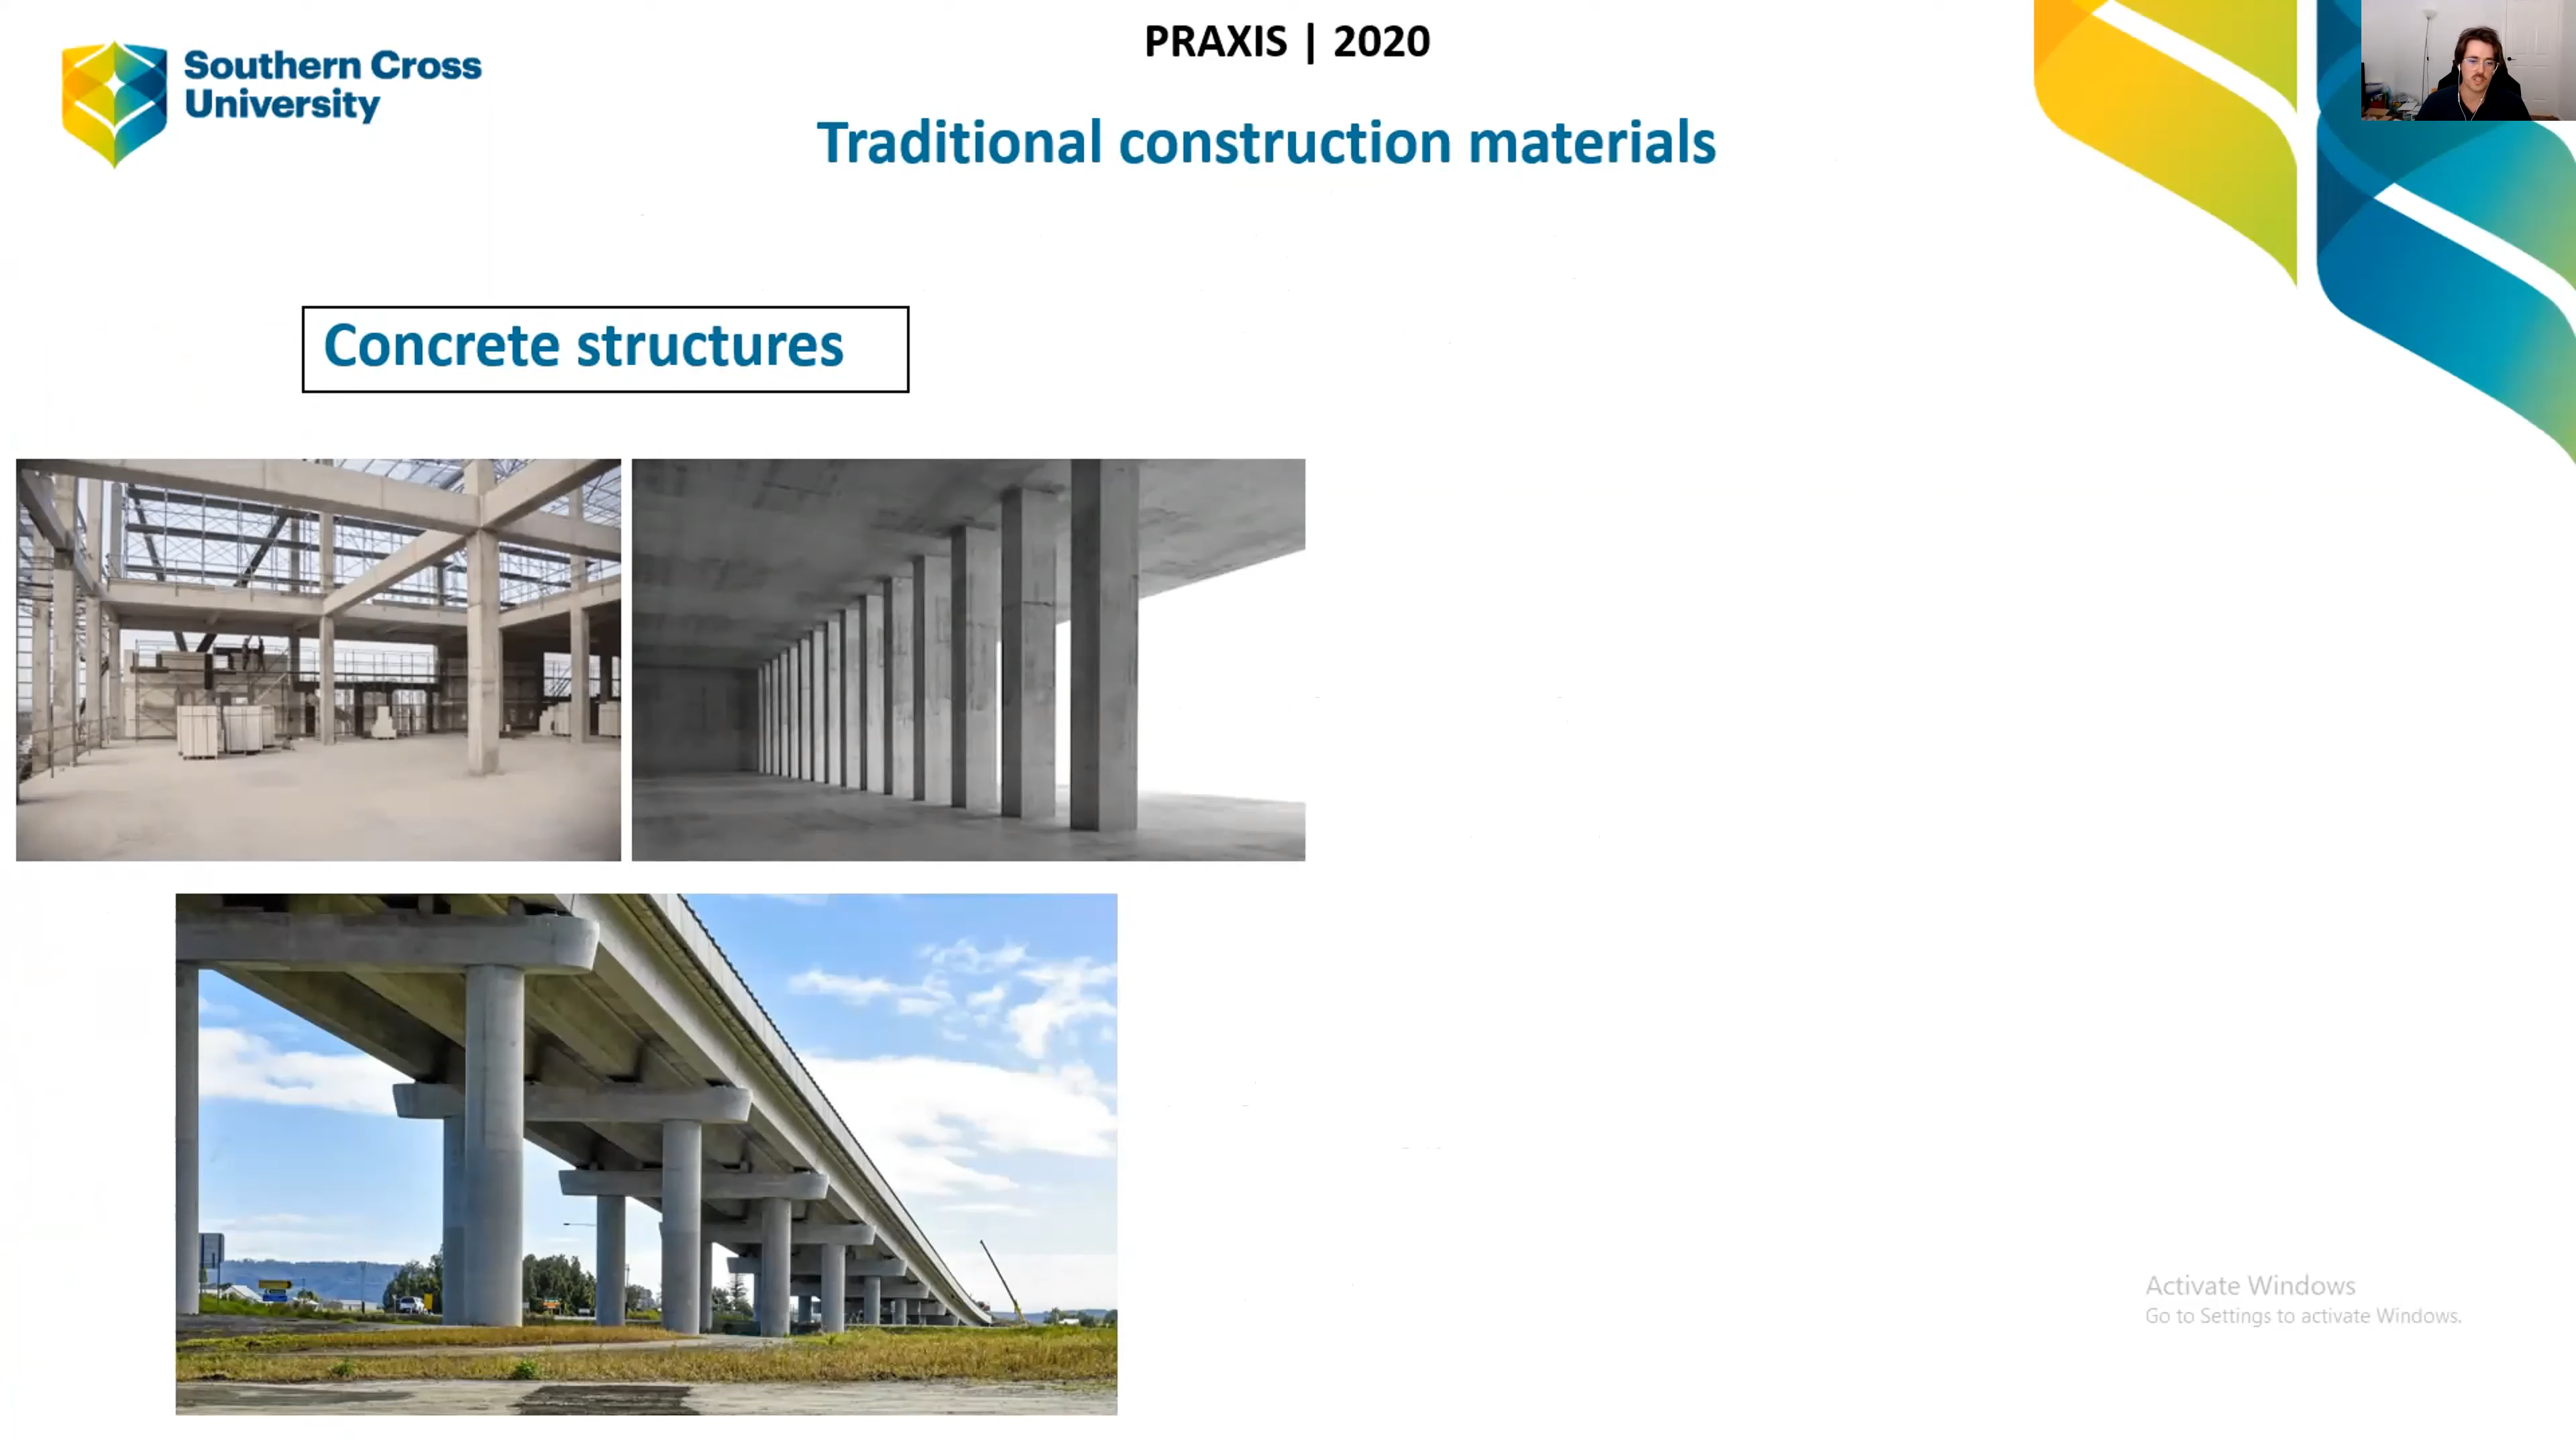 PRAXIS | 2020
Southern Cross
University
Traditional construction materials
Concrete structures
Activate Windows
Go to Settings to activate Windows.